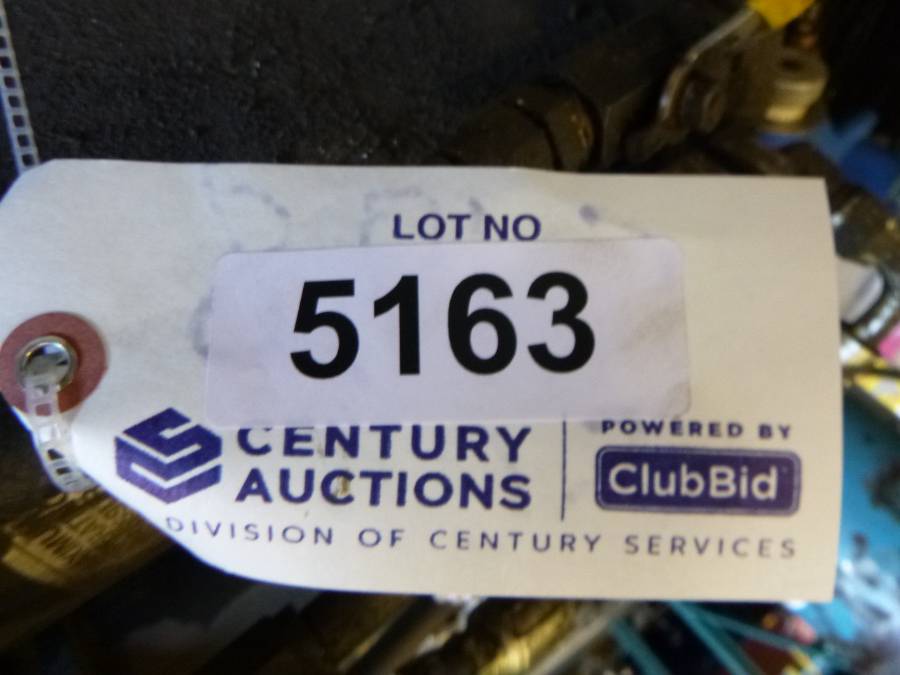 LOT NO
5163
CENTURY
AUCTIONS
POWERED BY
ClubBid
DIVISION OF CENTURY SERVICES